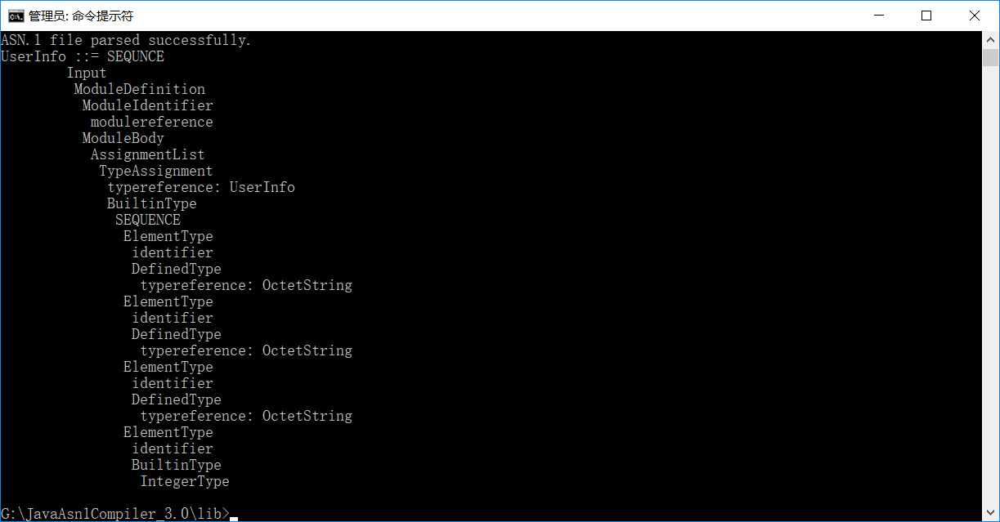 管理员: 命令提示符
ASN.1 file parsed successfully.
UserInfo ::= SEQUNCE
Input
ModuleDefinition
ModuleIdentifier
modulereference
ModuleBody
AssignmentList
TypeAssignment
typereference: UserInfo
BuiltinType
SEQUENCE
ElementType
identifier
DefinedType
typereference: OctetString
ElementType
identifier
DefinedType
typereference: OctetString
ElementType
identifier
DefinedType
typereference: OctetString
ElementType
identifier
BuiltinType
IntegerType
G:\JavaAsn1Compiler_3.0\lib>